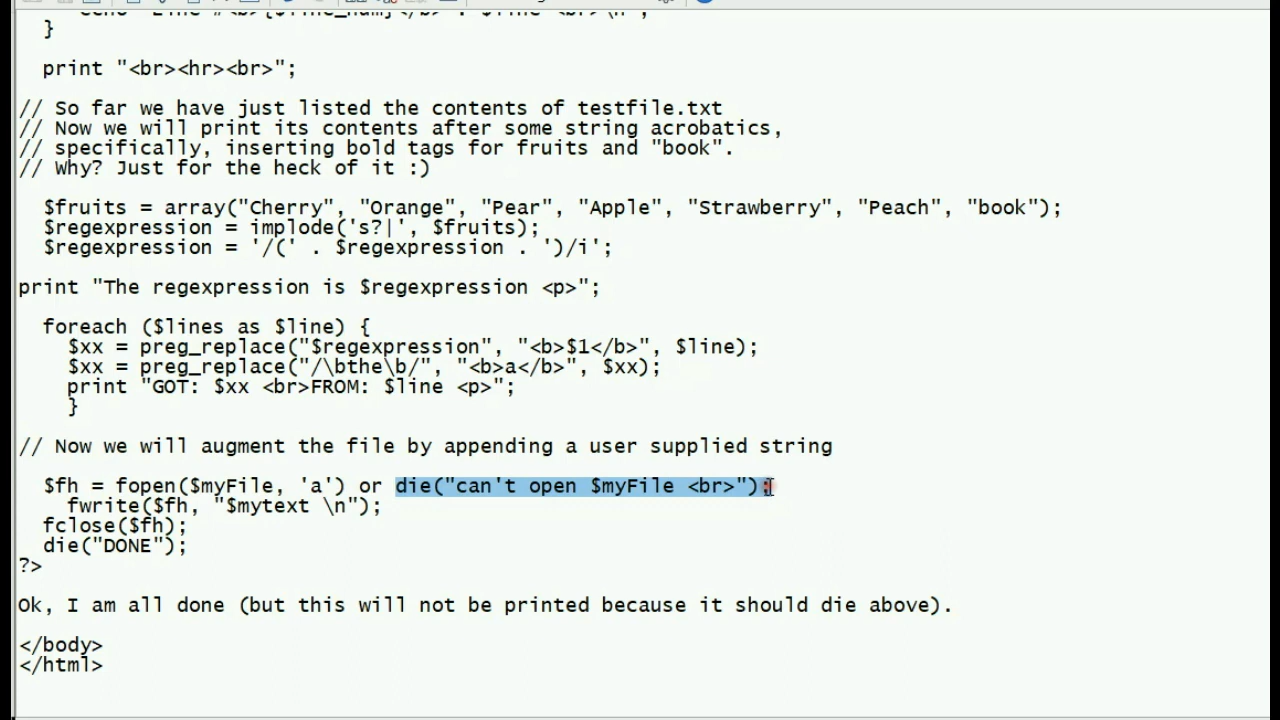 }
print "<br><hr><br>";
// So far we have just listed the contents of testfile.txt
// Now we will print its contents after some string acrobatics,
// specifically, inserting bold tags for fruits and "book".
// Why? Just for the heck of it :)
$fruits = array("Cherry", "Orange", "Pear", "Apple", "Strawberry", "Peach", "book");
$regexpression = implode('s?|', $fruits);
$regexpression = '/(' . $regexpression . ')/i';
print "The regexpression is $regexpression <p>";
foreach ($lines as $line) {
$xx = preg_replace("$regexpression", "<b>$1</b>", $line);
$xx = preg_replace("/\bthe\b/", "<b>a</b>", $xx);
print "GOT: $xx <br>FROM: $line <p>";
}
// Now we will augment the file by appending a user supplied string
$fh = fopen($myFile, 'a') or die("can't open $myFile <br>");
fwrite($fh, "$mytext \n");
fclose($fh);
die("DONE");
?>
Ok, I am all done (but this will not be printed because it should die above).
</body>
</html>